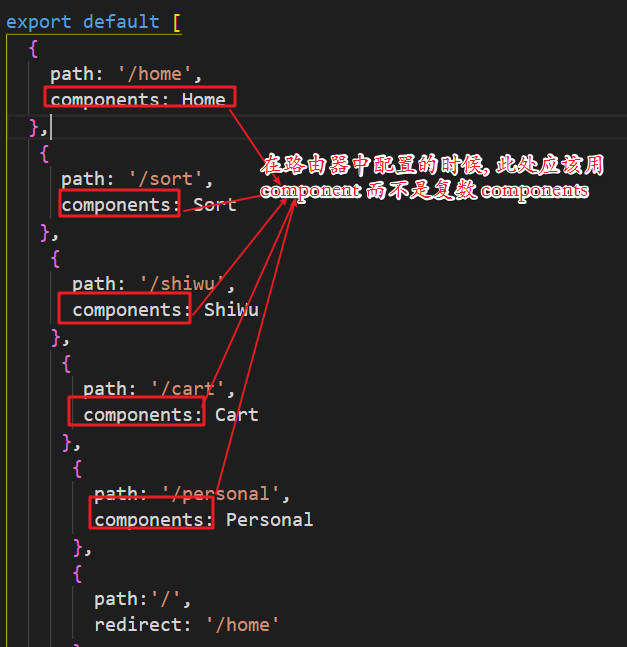 export default [
{
path: '/home',
components: Home
},
{
path: '/sort',
components: Sort
},
{
path: '/shiwu',
components: ShiWu
},
{
path: '/cart',
components: Cart
},
{
path: '/personal',
components: Personal
},
{
path:'/',
redirect: '/home'
在路由器中配置的时候, 此处应该用
component 而不是复数 components